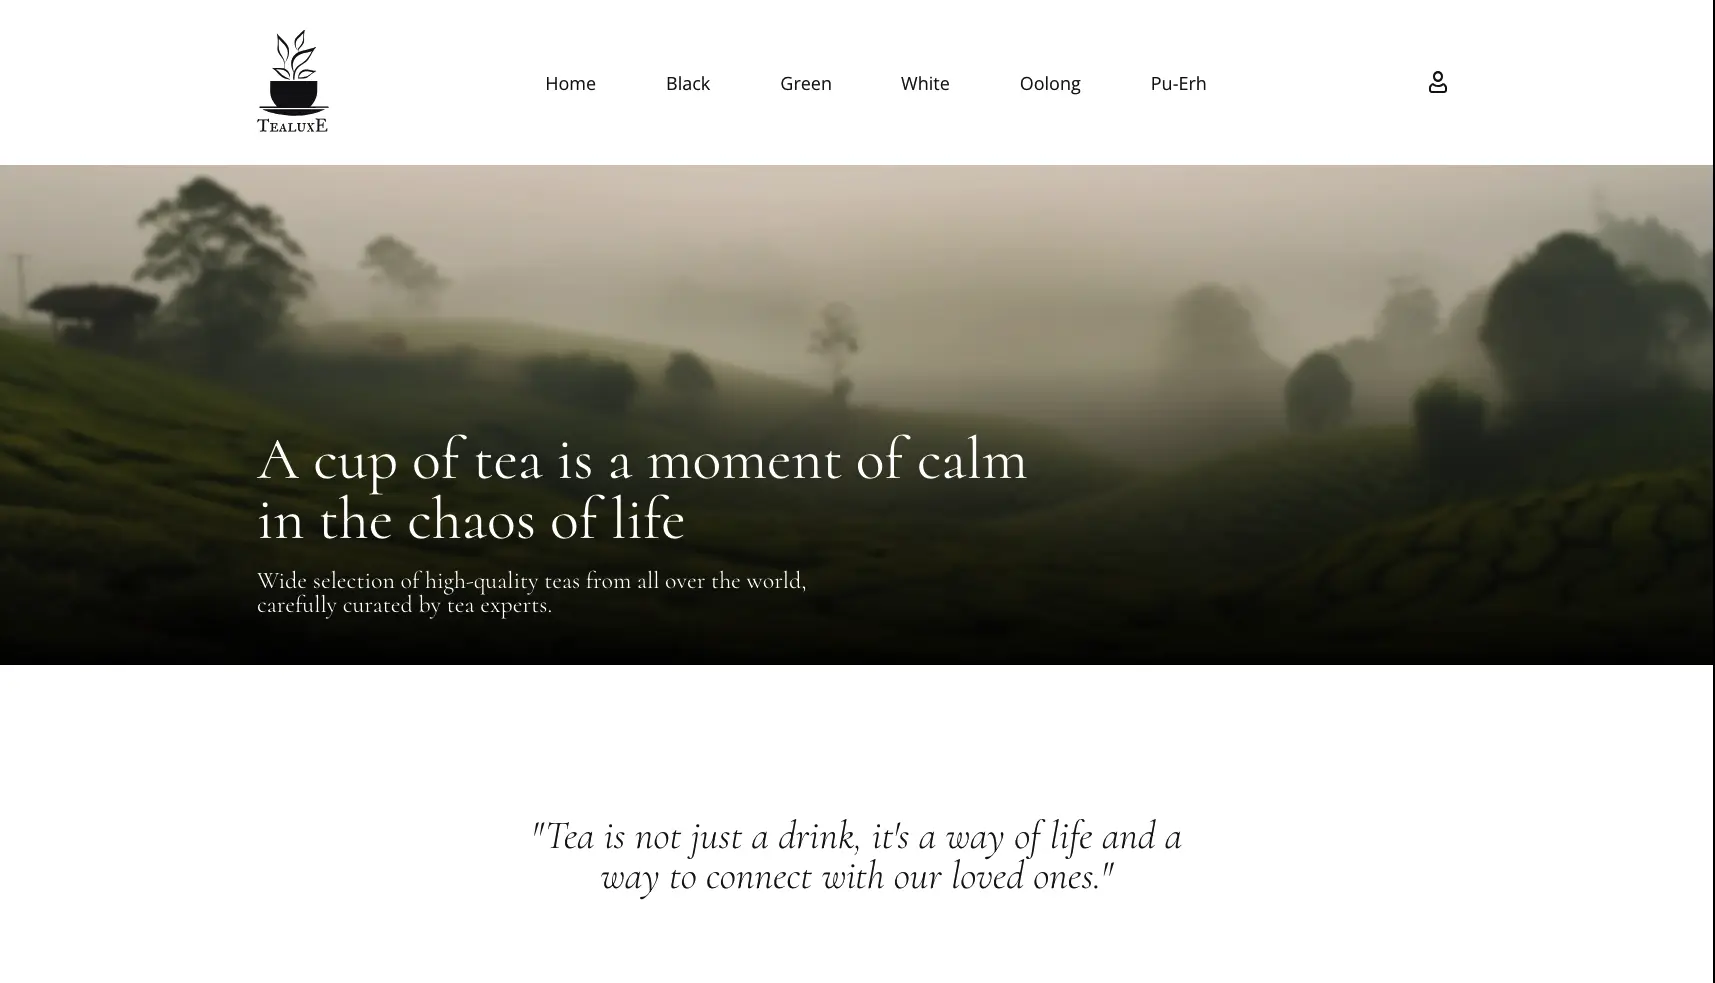 TEALUXE
Home Black Green White Oolong Pu-Erh
A cup of tea is a moment of calm
in the chaos of life
Wide selection of high-quality teas from all over the world,
carefully curated by tea experts.
"Tea is not just a drink, it's a way of life and a
way to connect with our loved ones."